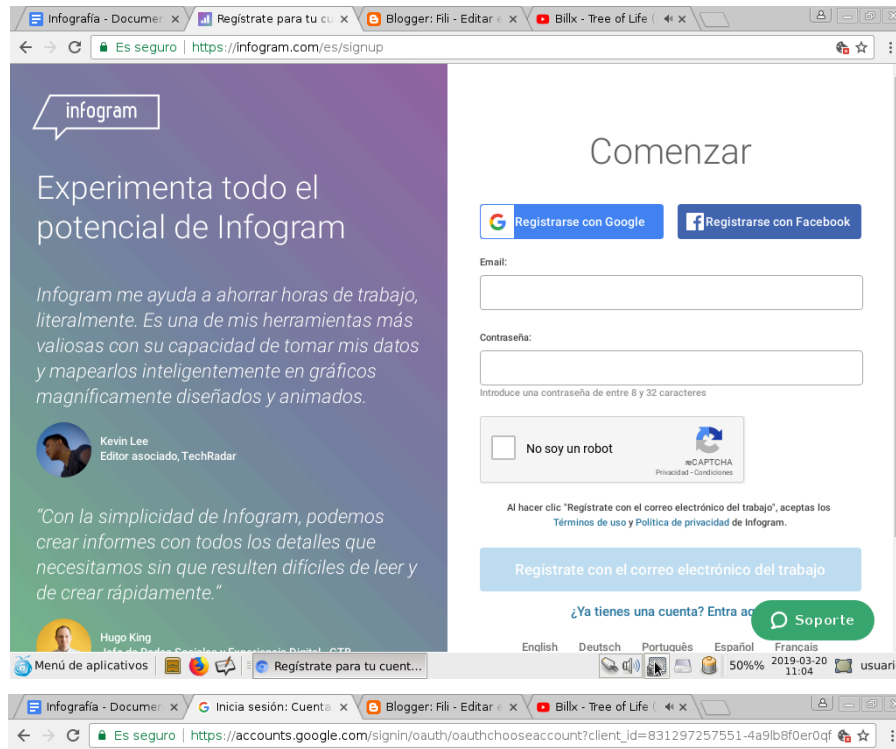 Infografía - Documen
Regístrate para tu cu
Blogger: Fili - Editar e
Billx - Tree of Life (
Es seguro
https://infogram.com/es/signup
infogram
Experimenta todo el
potencial de Infogram
Infogram me ayuda a ahorrar horas de trabajo,
literalmente. Es una de mis herramientas más
valiosas con su capacidad de tomar mis datos
y mapearlos inteligentemente en gráficos
magníficamente diseñados y animados.
Kevin Lee
Editor asociado, TechRadar
“Con la simplicidad de Infogram, podemos
crear informes con todos los detalles que
necesitamos sin que resulten difíciles de leer y
de crear rápidamente.”
Hugo King
Jefe de Redes Sociales y Experiencia Digital, GTR
Comenzar
Registrarse con Google
Registrarse con Facebook
Email:
Contraseña:
Introduce una contraseña de entre 8 y 32 caracteres
No soy un robot
reCAPTCHA
Privacidad - Condiciones
Al hacer clic "Regístrate con el correo electrónico del trabajo", aceptas los
Términos de uso y Política de privacidad de Infogram.
Regístrate con el correo electrónico del trabajo
¿Ya tienes una cuenta? Entra aq
Soporte
English Deutsch Português Español Français
Menú de aplicativos
Regístrate para tu cuent...
50%%
2019-03-20
11:04
usuari
Infografía - Documen
Inicia sesión: Cuenta
Blogger: Fili - Editar e
Billx - Tree of Life (
Es seguro
https://accounts.google.com/signin/oauth/oauthchooseaccount?client_id=831297257551-4a9lb8f0er0qf